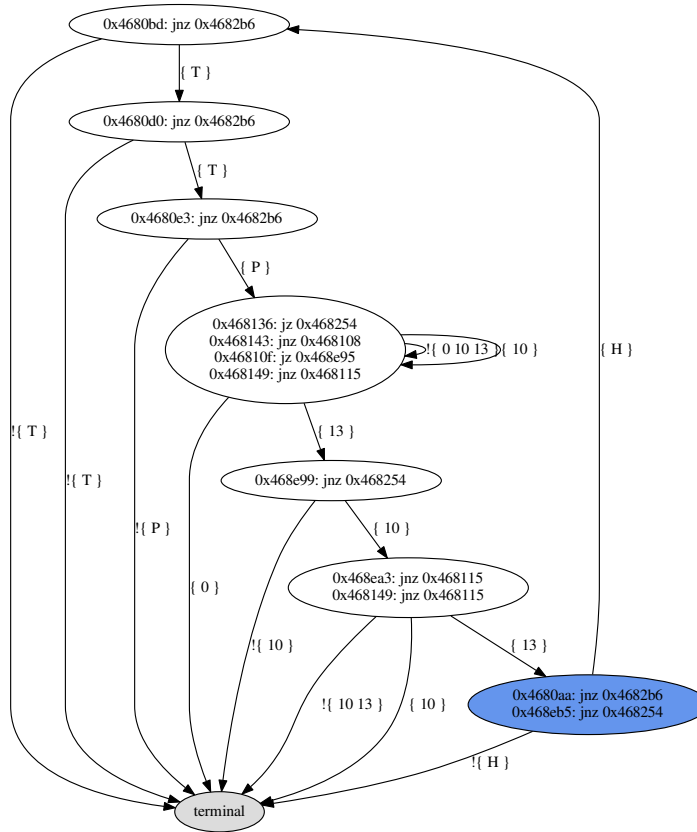 0x4680bd: jnz 0x4682b6
{ T }
0x4680d0: jnz 0x4682b6
{ T }
0x4680e3: jnz 0x4682b6
{ P }
0x468136: jz 0x468254
0x468143: jnz 0x468108
0x46810f: jz 0x468e95
0x468149: jnz 0x468115
!{ 0 10 13 }
{ 10 }
{ H }
!{ T }
!{ T }
!{ P }
{ 0 }
{ 13 }
0x468e99: jnz 0x468254
!{ 10 }
{ 10 }
0x468ea3: jnz 0x468115
0x468149: jnz 0x468115
!{ 10 13 }
{ 10 }
{ 13 }
0x4680aa: jnz 0x4682b6
0x468eb5: jnz 0x468254
!{ H }
terminal